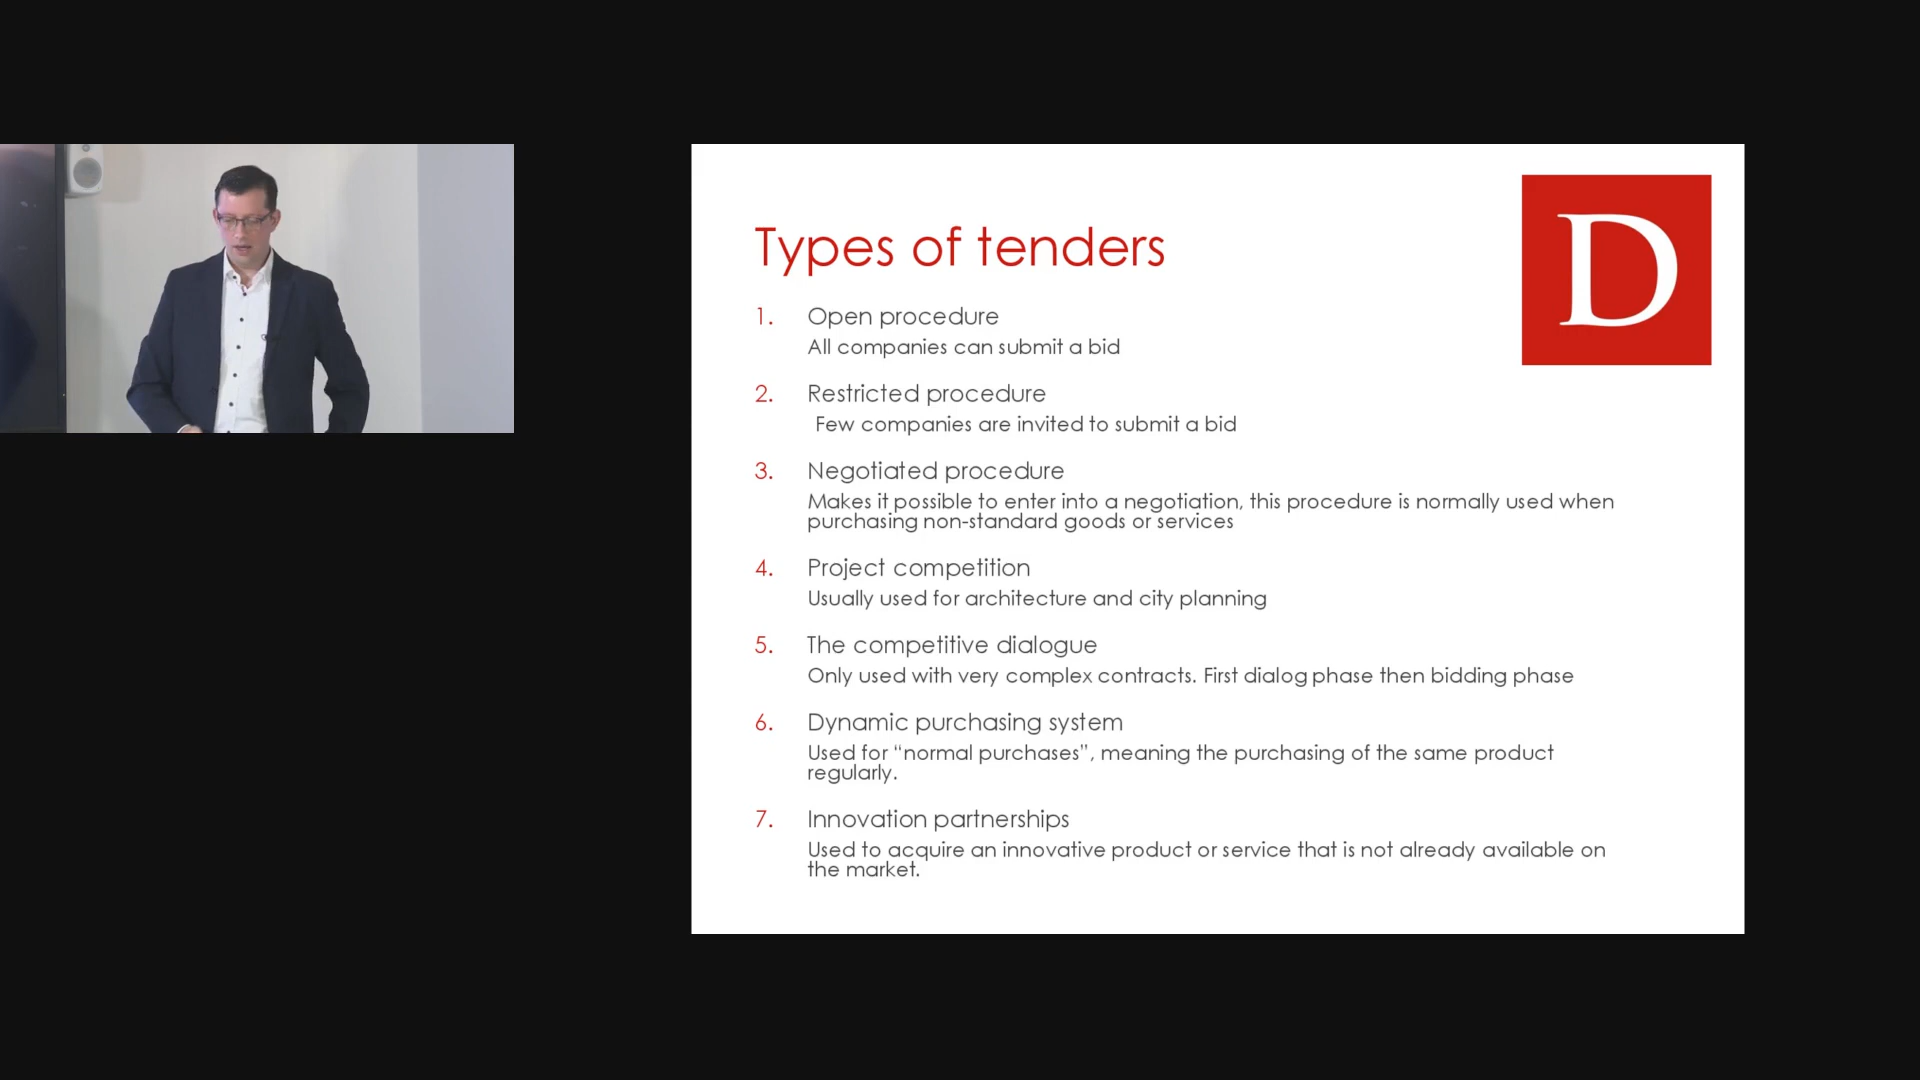 D
Types of tenders
1. Open procedure
All companies can submit a bid
2. Restricted procedure
Few companies are invited to submit a bid
3. Negotiated procedure
Makes it possible to enter into a negotiation, this procedure is normally used when
purchasing non-standard goods or services
4. Project competition
Usually used for architecture and city planning
5. The competitive dialogue
Only used with very complex contracts. First dialog phase then bidding phase
6. Dynamic purchasing system
Used for “normal purchases”, meaning the purchasing of the same product
regularly.
7. Innovation partnerships
Used to acquire an innovative product or service that is not already available on
the market.